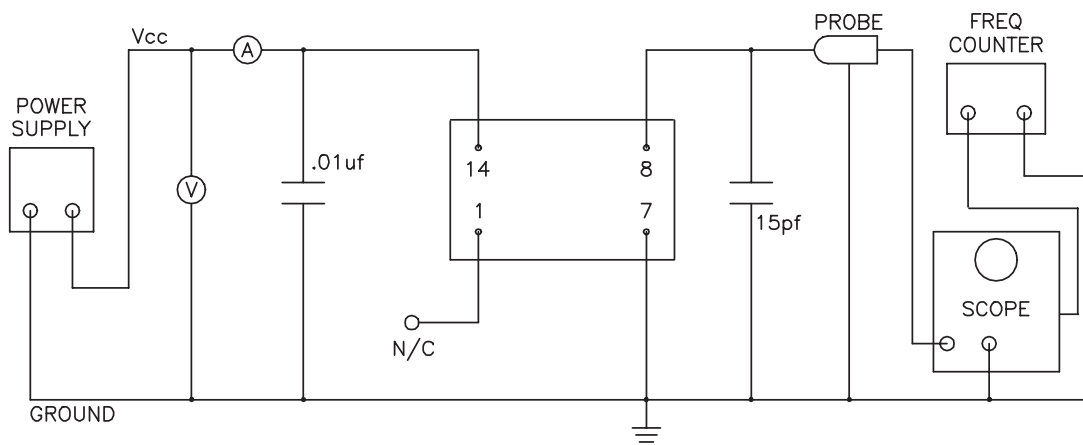 Vcc
A
PROBE
FREQ
COUNTER
POWER
SUPPLY
.01uf
14
8
V
1
7
15pf
SCOPE
N/C
GROUND